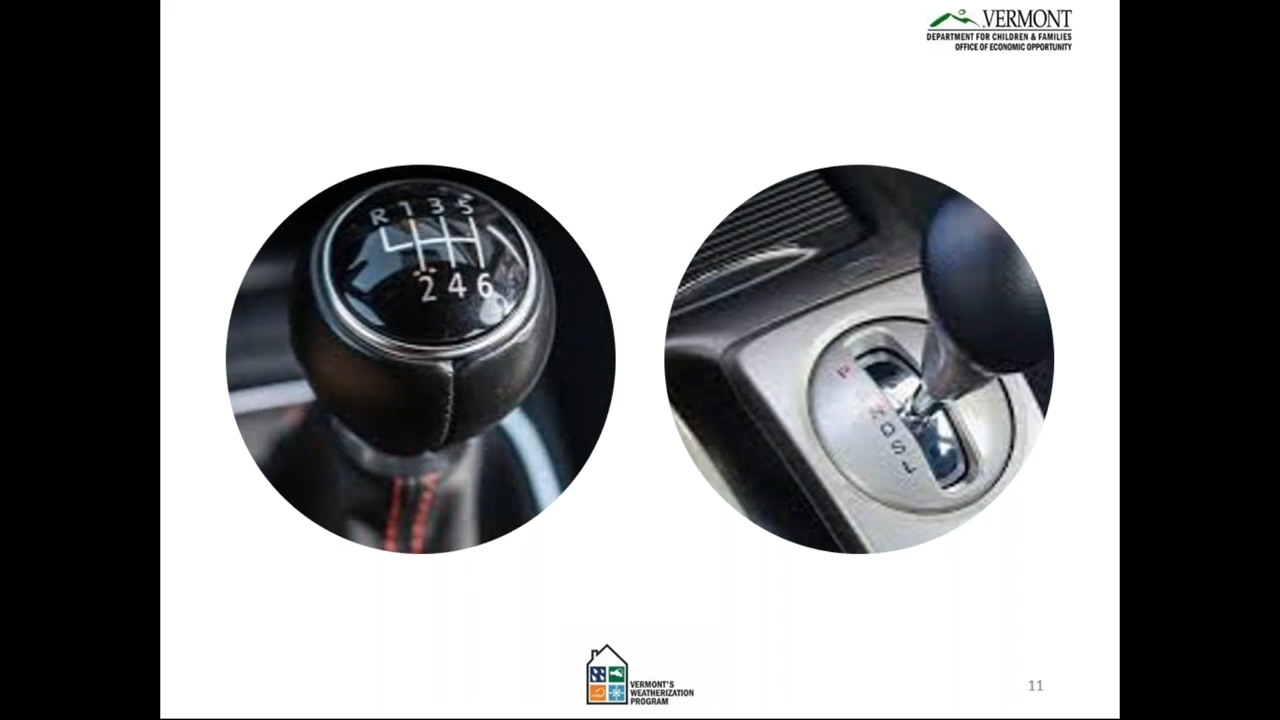 VERMONT
DEPARTMENT FOR CHILDREN & FAMILIES
OFFICE OF ECONOMIC OPPORTUNITY
R 1 3 5
2 4 6
P
N
D
S
L
VERMONT'S
WEATHERIZATION
PROGRAM
11